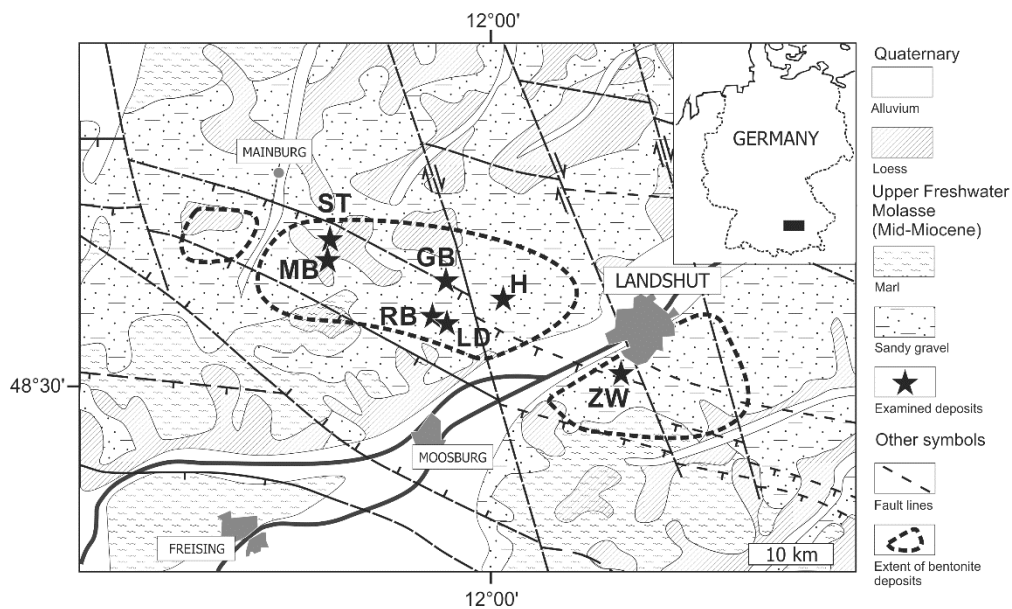 12°00'
GERMANY
MAINBURG
ST
MB
GB
H
LANDSHUT
RB
LD
48°30'
ZW
MOOSBURG
FREISING
10 km
12°00'
Quaternary
Alluvium
Loess
Upper Freshwater
Molasse
(Mid-Miocene)
Marl
Sandy gravel
Examined deposits
Other symbols
Fault lines
Extent of bentonite
deposits